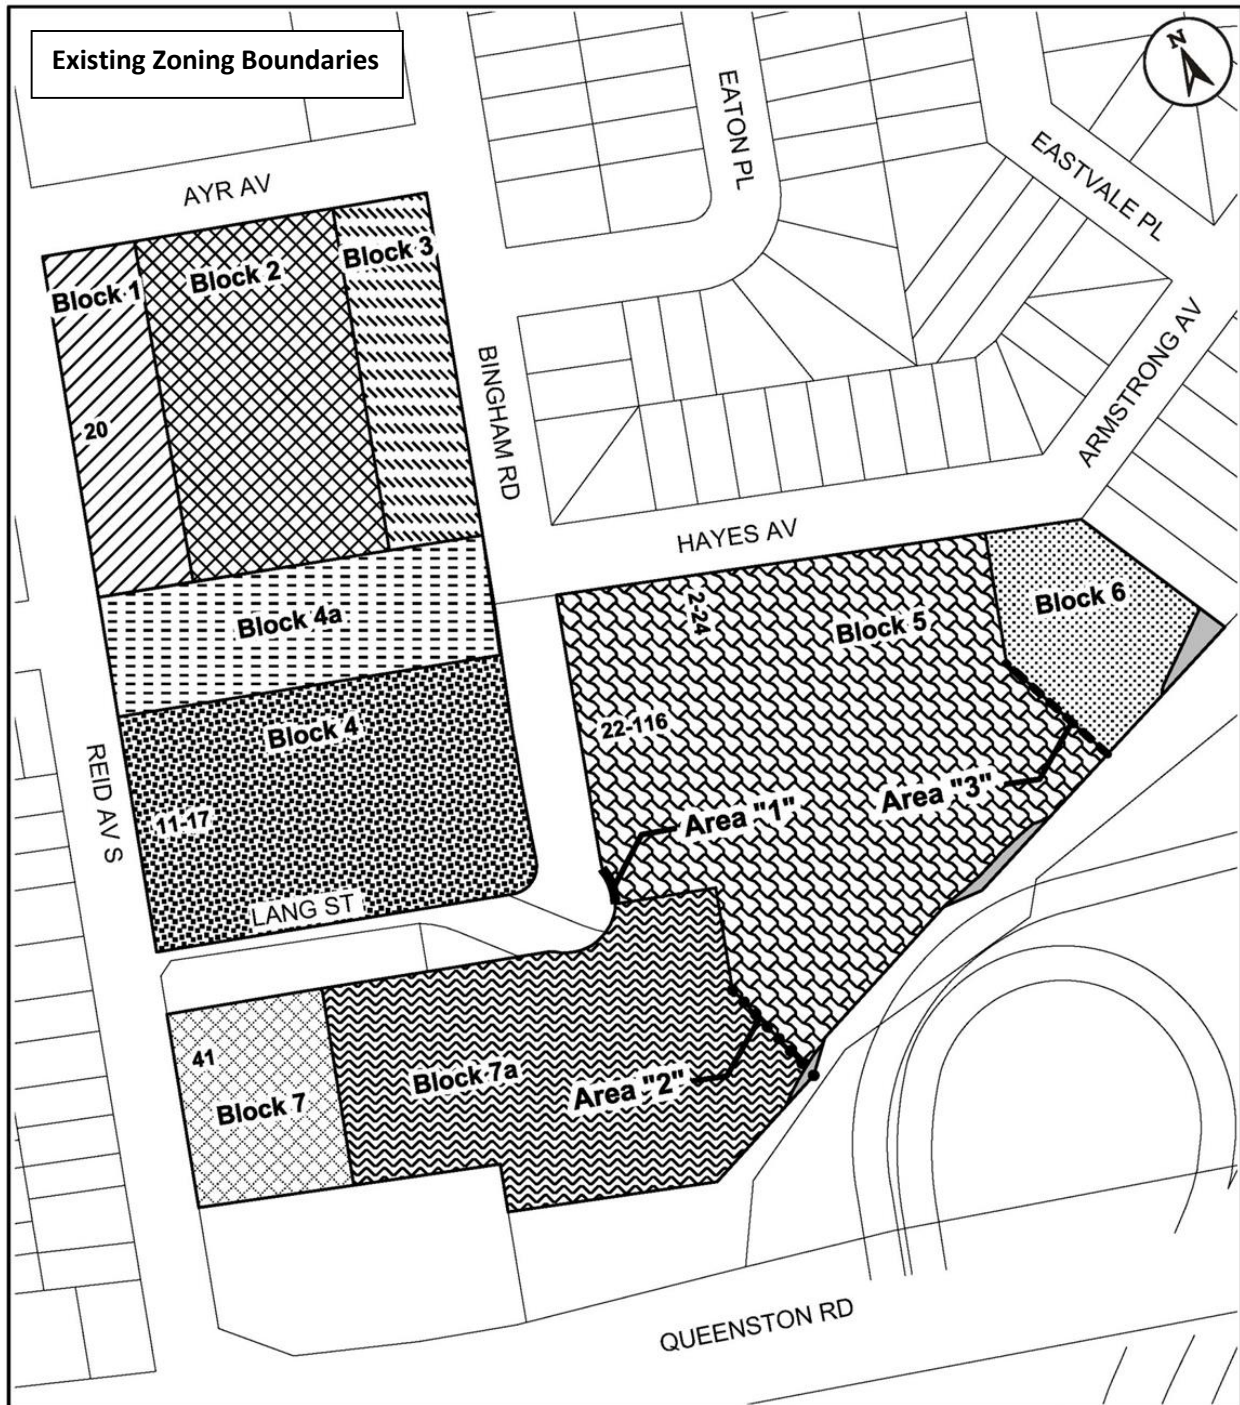 Existing Zoning Boundaries
N
EATON PL
EASTVALE PL
AYR AV
Block 1
Block 2
Block 3
20
BINGHAM RD
ARMSTRONG AV
HAYES AV
Block 4a
2-24
Block 5
Block 6
Block 4
22-116
REID AV S
11-17
Area "1"
Area "3"
LANG ST
41
Block 7
Block 7a
Area "2"
QUEENSTON RD